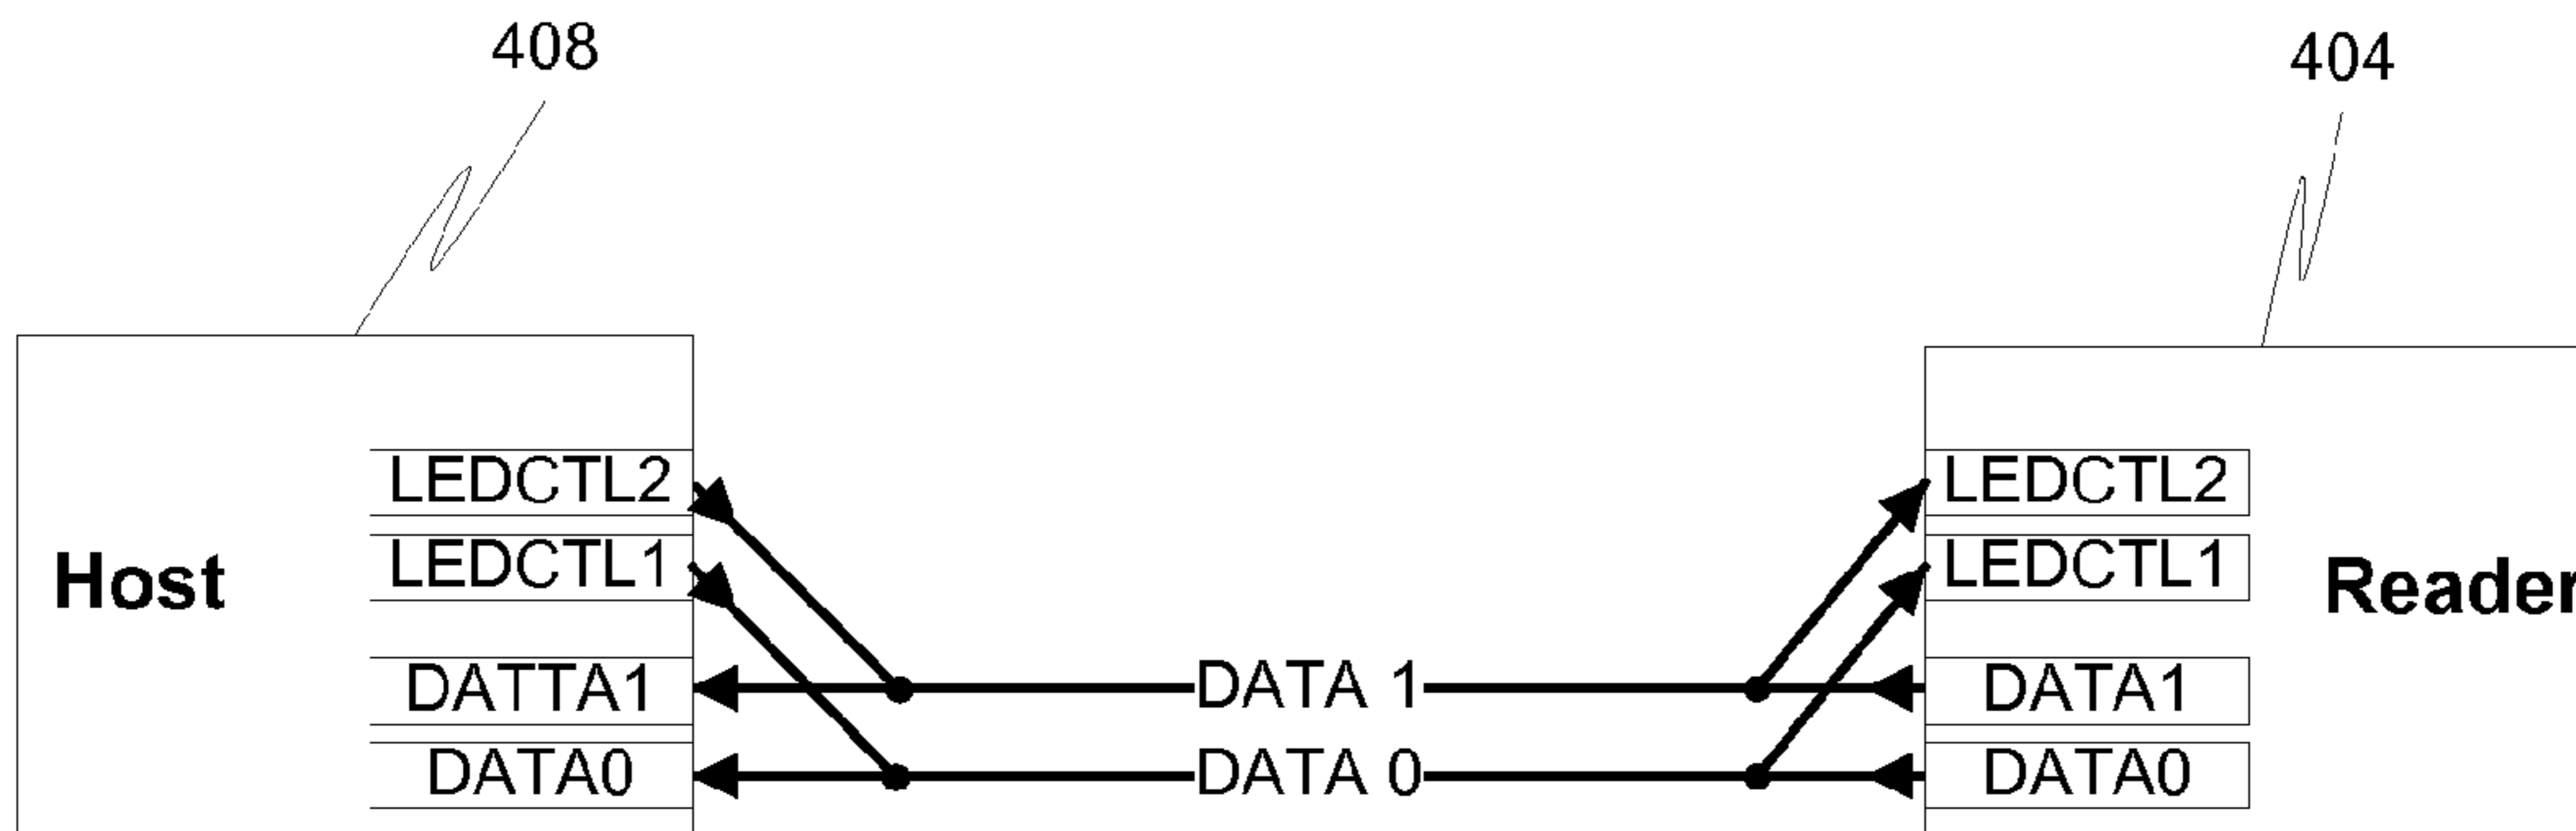 408
404
LEDCTL2
LEDCTL2
LEDCTL1
LEDCTL1
Host
Reader
DATTA1
DATA 1
DATA1
DATA0
DATA 0
DATA0